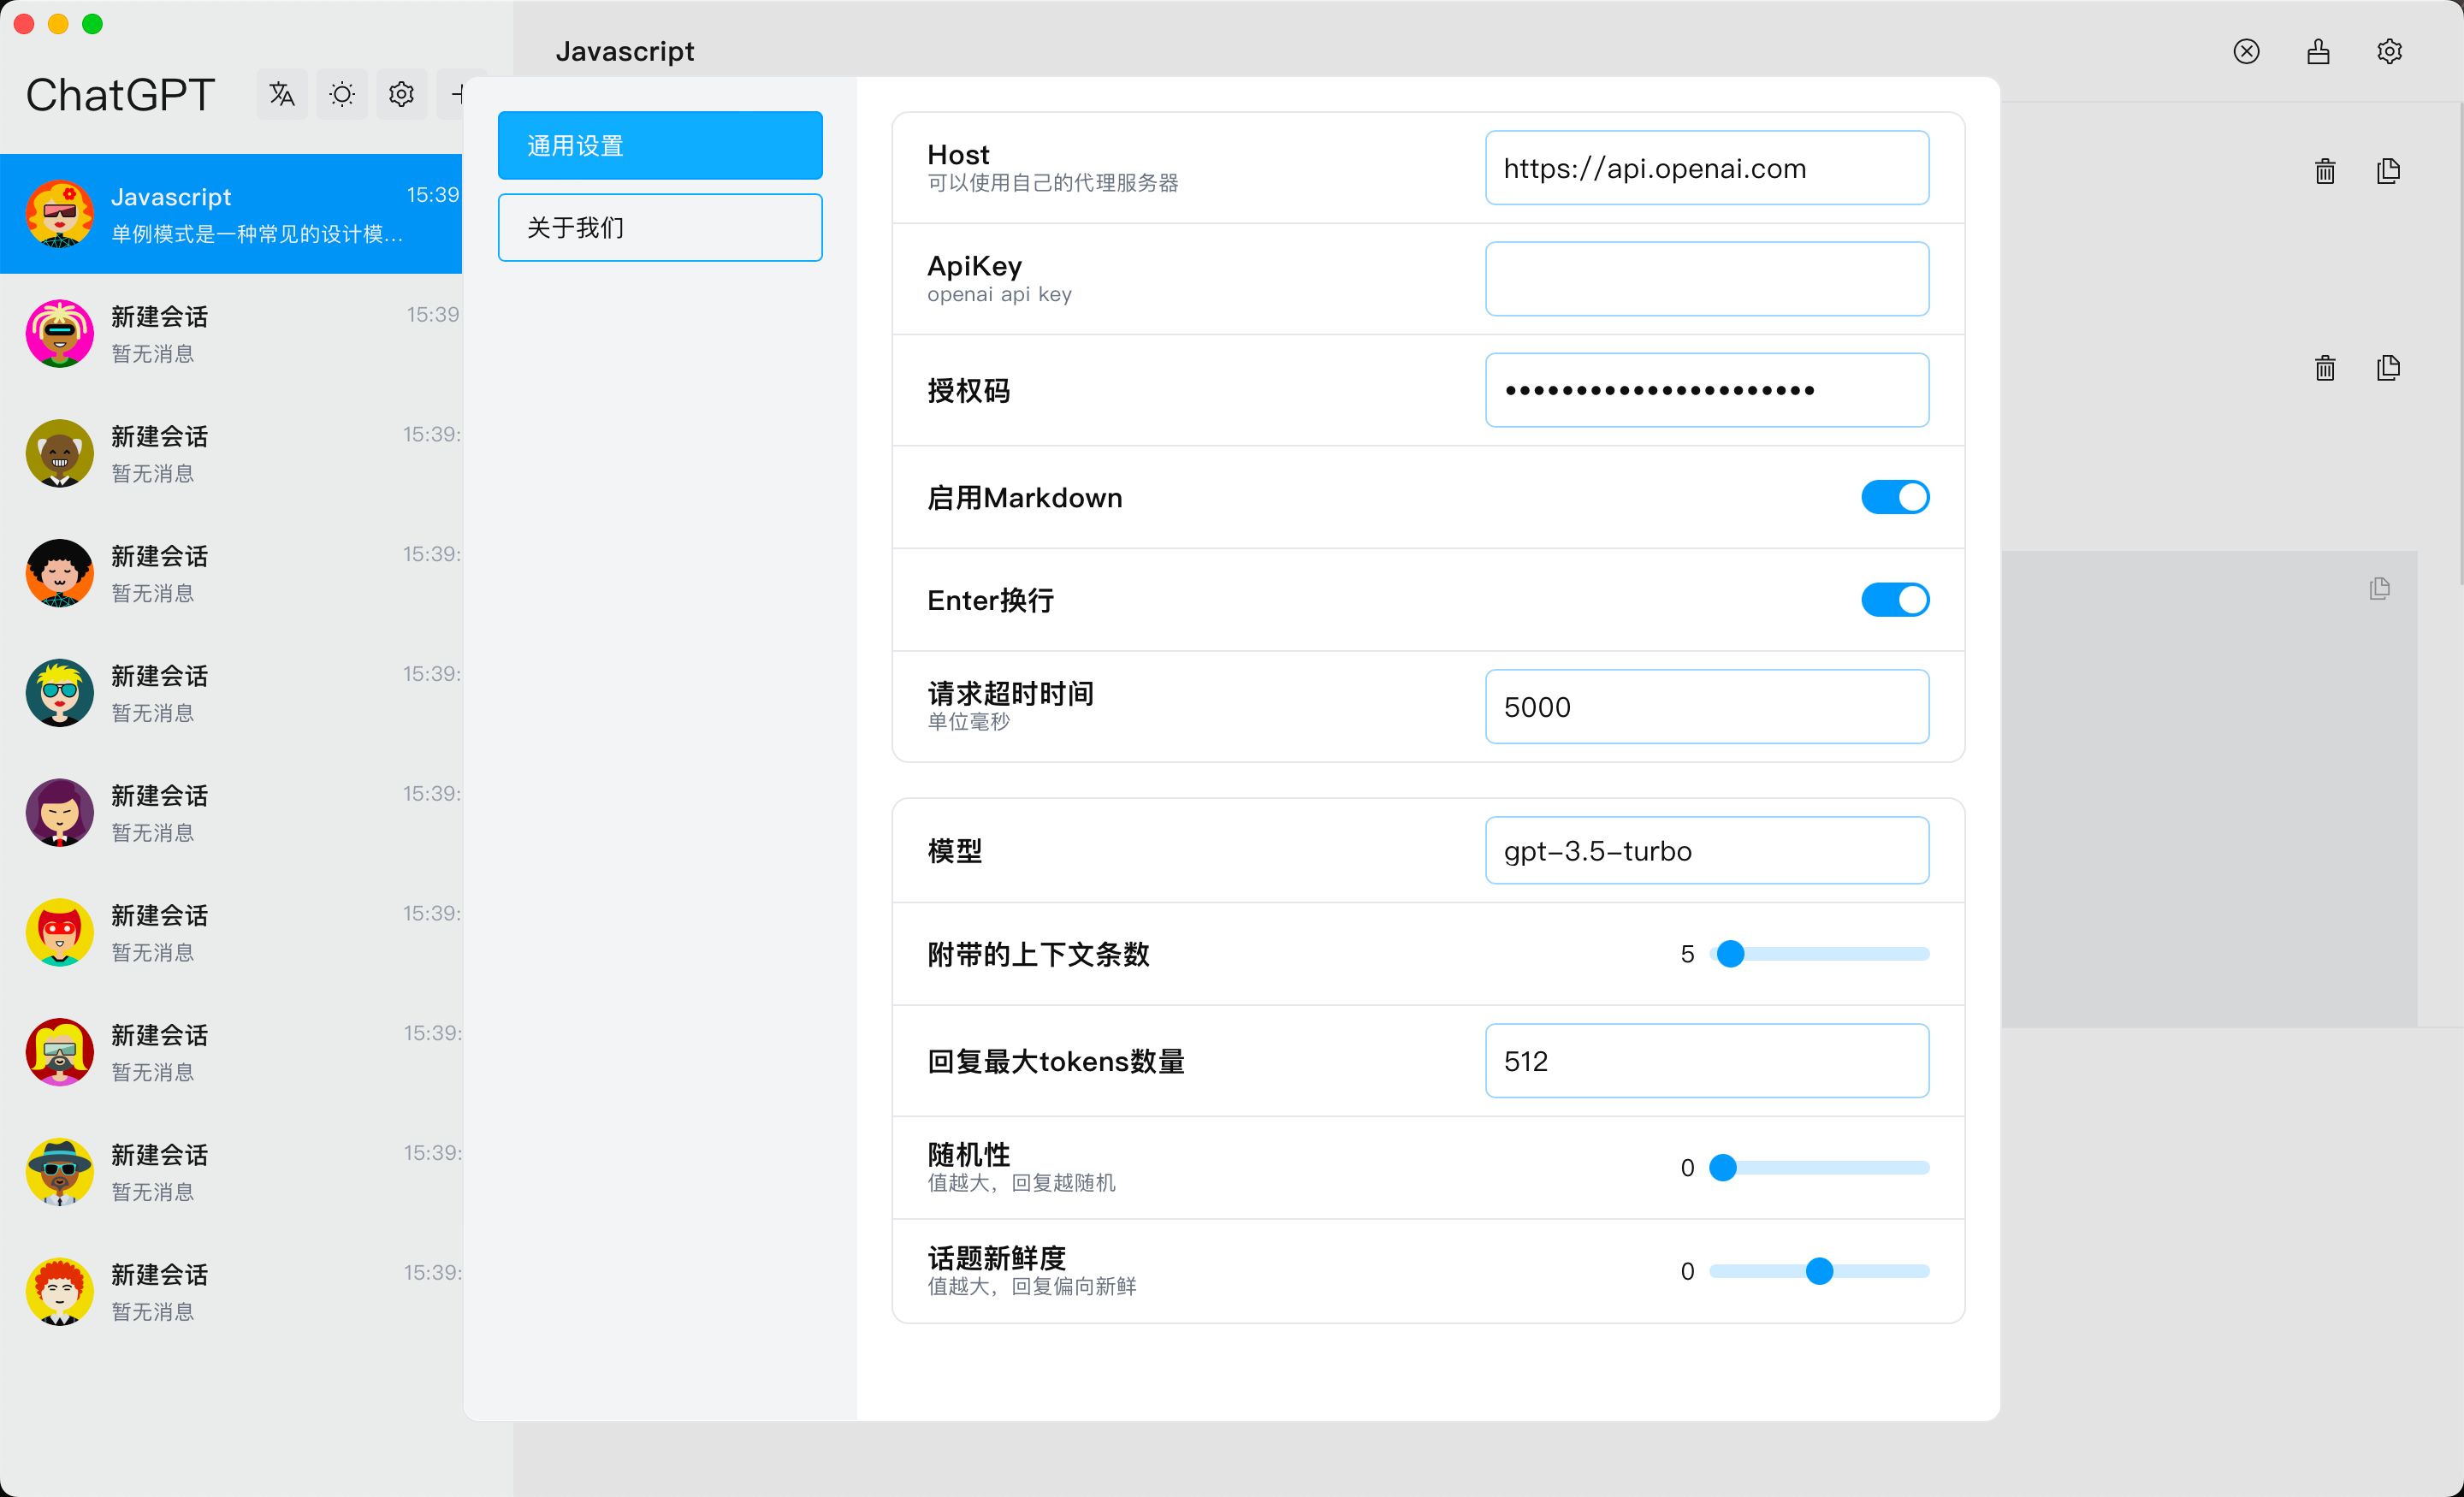 ChatGPT
Javascript
15:39
单例模式是一种常见的设计模...
新建会话
15:39
暂无消息
新建会话
15:39:
暂无消息
新建会话
15:39:
暂无消息
新建会话
15:39:
暂无消息
新建会话
15:39:
暂无消息
新建会话
15:39:
暂无消息
新建会话
15:39:
暂无消息
新建会话
15:39:
暂无消息
新建会话
15:39:
暂无消息
Javascript
通用设置
关于我们
Host
可以使用自己的代理服务器
https://api.openai.com
ApiKey
openai api key
授权码
••••••••••••••••••••••
启用Markdown
Enter换行
请求超时时间
单位毫秒
5000
模型
gpt-3.5-turbo
附带的上下文条数
5
回复最大tokens数量
512
随机性
值越大，回复越随机
0
话题新鲜度
值越大，回复偏向新鲜
0